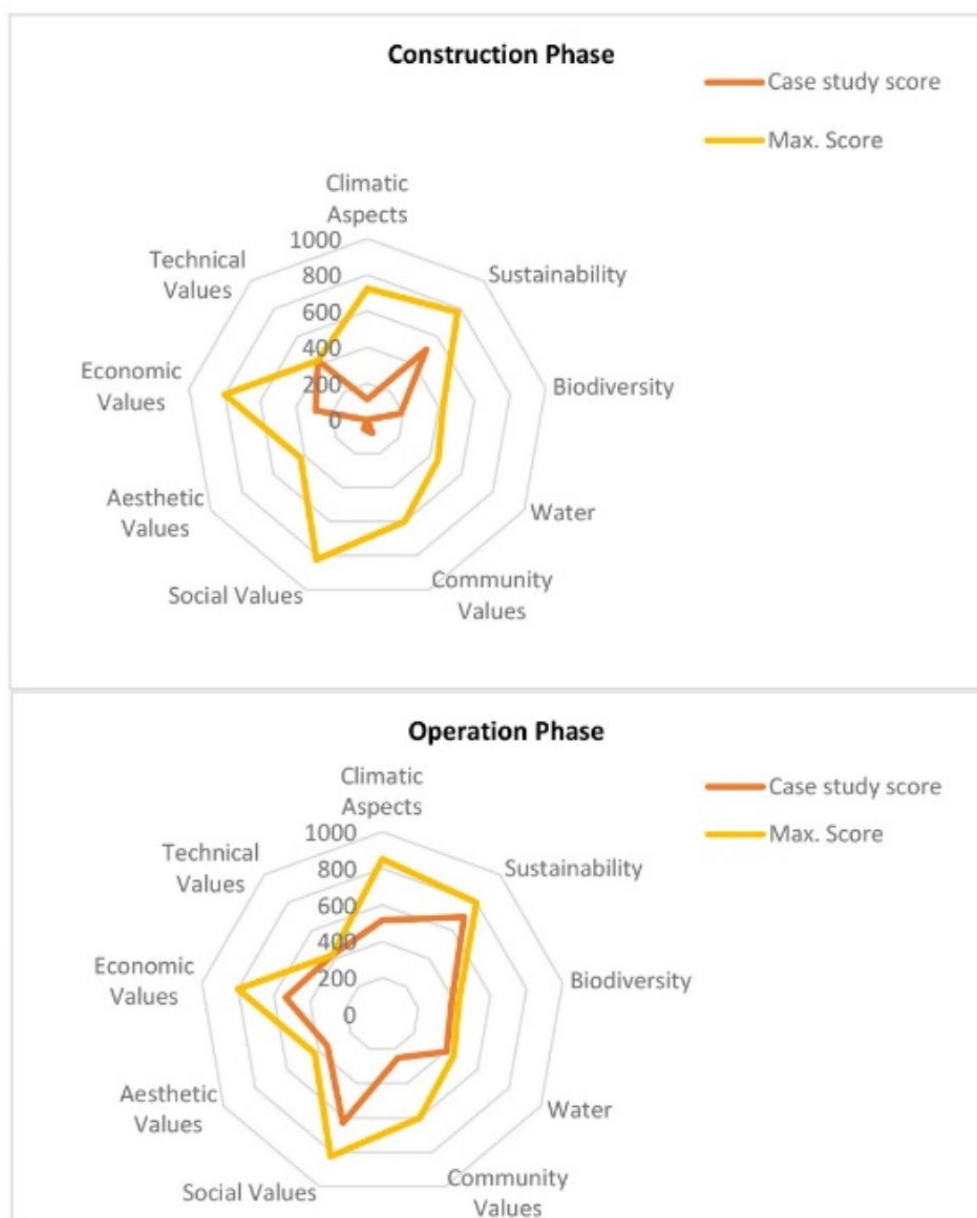 Construction Phase
Case study score
Max. Score
Climatic
Aspects
1000
800
600
400
200
0
Sustainability
Biodiversity
Water
Community
Values
Social Values
Aesthetic
Values
Economic
Values
Technical
Values
Operation Phase
Case study score
Max. Score
Climatic
Aspects
1000
800
600
400
200
0
Sustainability
Biodiversity
Water
Community
Values
Social Values
Aesthetic
Values
Economic
Values
Technical
Values